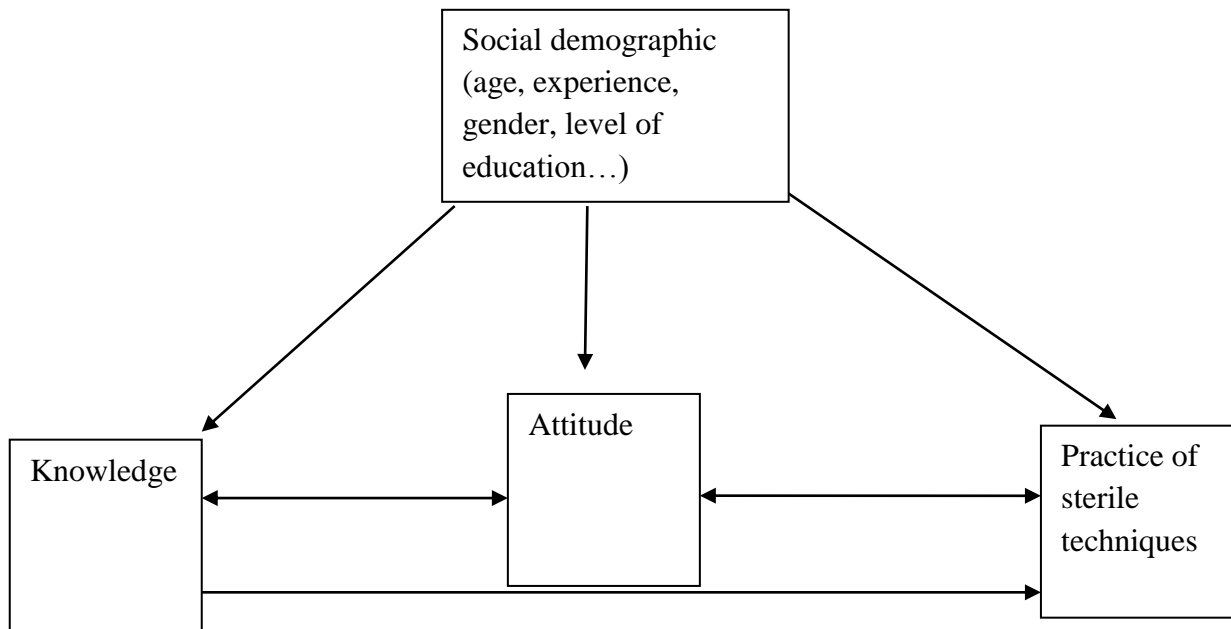 Social demographic
(age, experience,
gender, level of
education…)
Attitude
Knowledge
Practice of
sterile
techniques